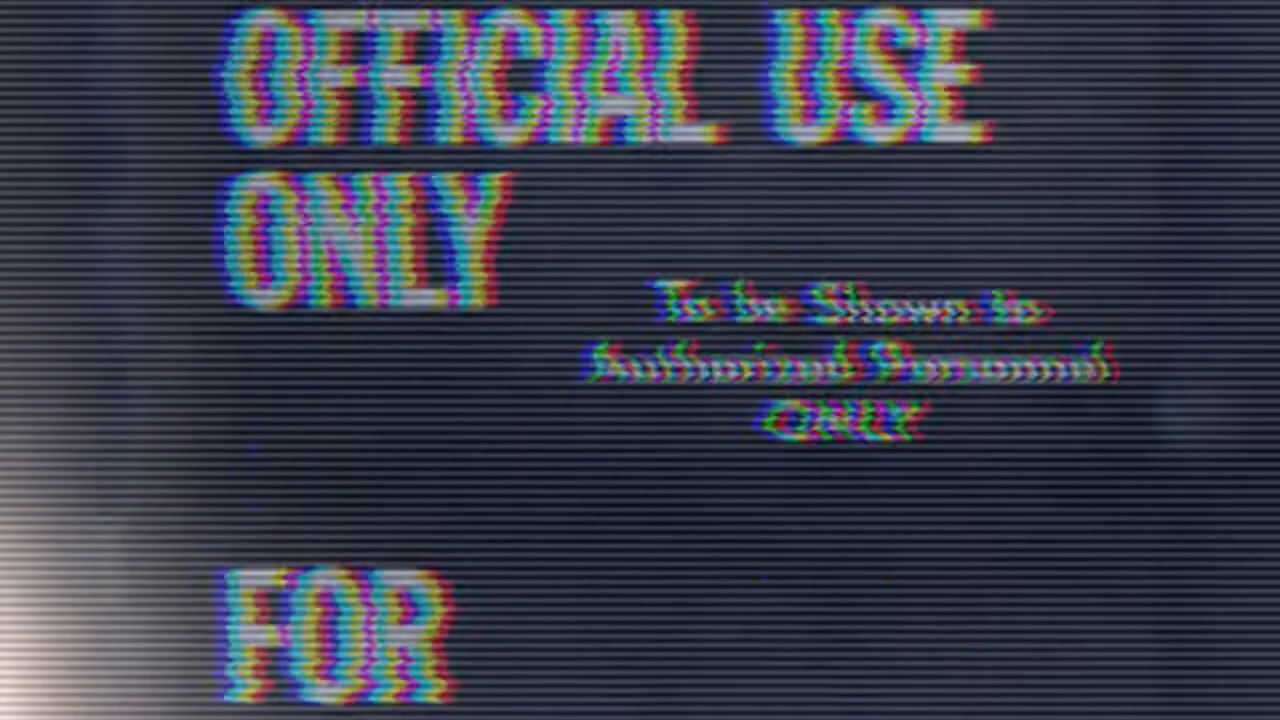 OFFICIAL USE
ONLY
To be Shown to
Authorized Personnel
ONLY
FOR